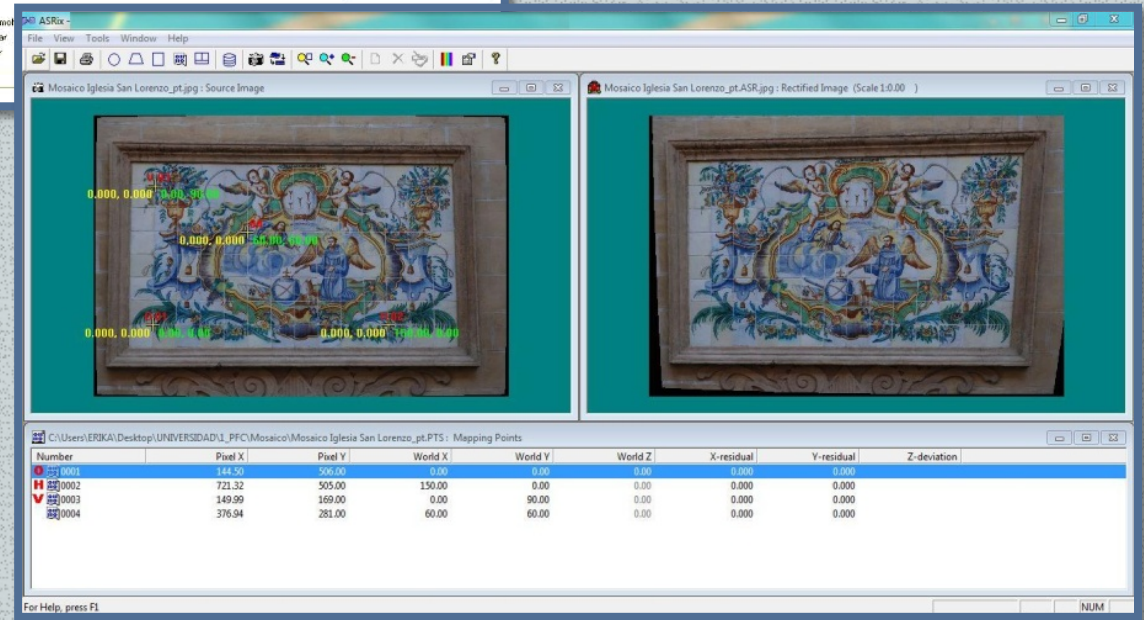 ASRix -
File View Tools Window Help
Mosaico Iglesia San Lorenzo_pt.jpg : Source Image
Mosaico Iglesia San Lorenzo_pt.ASR.jpg : Rectified Image (Scale 1:0.00 )
0.000, 0.000
0.000, 0.000
0.000, 0.000
0.000, 0.000
C:\Users\ERIKA\Desktop\UNIVERSIDAD\1_PFC\Mosaico\Mosaico Iglesia San Lorenzo_pt.PTS : Mapping Points
Number Pixel X Pixel Y World X World Y World Z X-residual Y-residual Z-deviation
O 0001 144.50 506.00 0.00 0.00 0.00 0.000 0.000
H 0002 721.32 505.00 150.00 0.00 0.00 0.000 0.000
V 0003 149.99 169.00 0.00 90.00 0.00 0.000 0.000
0004 376.94 281.00 60.00 60.00 0.00 0.000 0.000
For Help, press F1
NUM